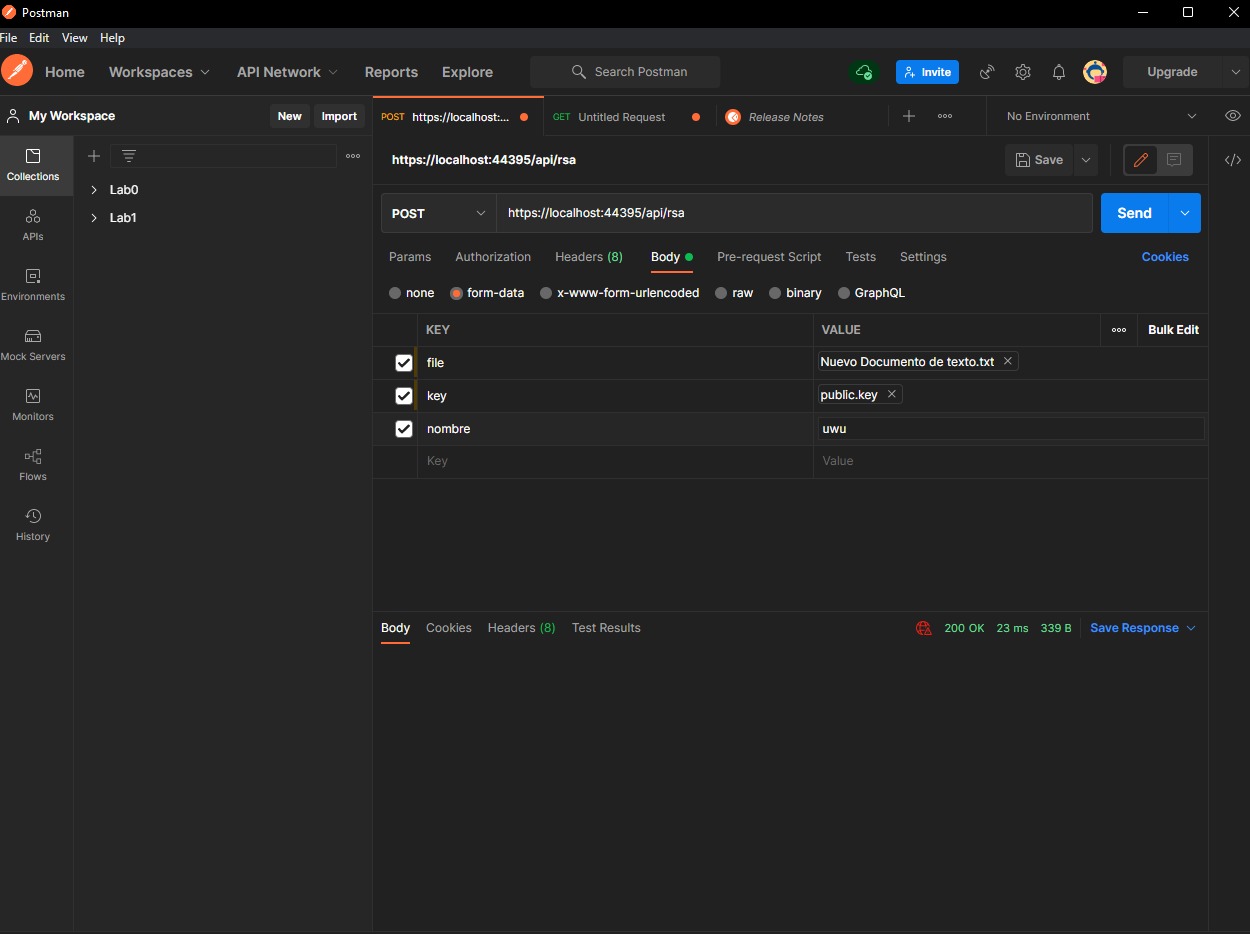 Postman
File Edit View Help
Home Workspaces API Network Reports Explore Search Postman Invite Upgrade
My Workspace New Import POST https://localhost:... GET Untitled Request Release Notes No Environment
Collections
APIs
Environments
Mock Servers
Monitors
Flows
History
Lab0
Lab1
https://localhost:44395/api/rsa Save
POST https://localhost:44395/api/rsa Send
Params Authorization Headers (8) Body Pre-request Script Tests Settings Cookies
none form-data x-www-form-urlencoded raw binary GraphQL
KEY VALUE Bulk Edit
file Nuevo Documento de texto.txt
key public.key
nombre uwu
Key Value
Body Cookies Headers (8) Test Results 200 OK 23 ms 339 B Save Response